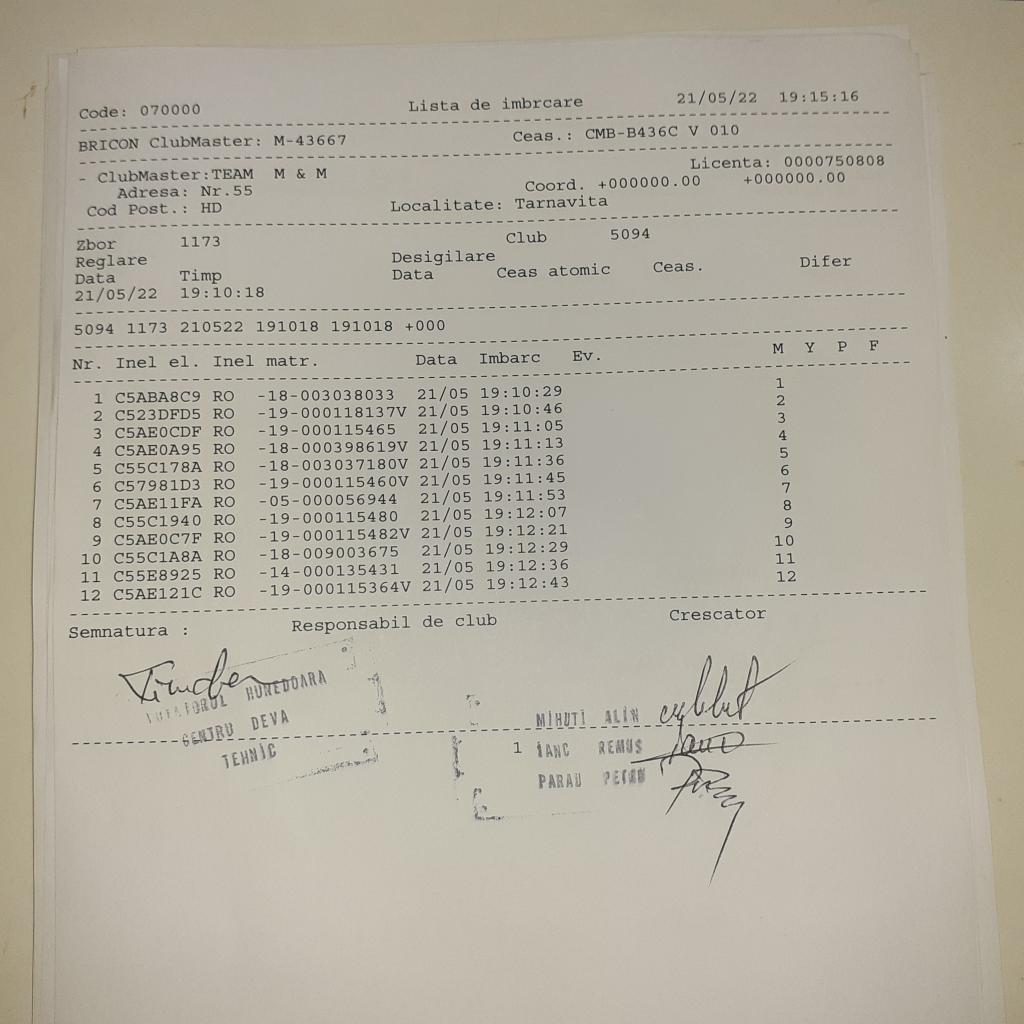 Code: 070000 Lista de imbrcare 21/05/22 19:15:16
BRICON ClubMaster: M-43667 Ceas.: CMB-B436C V 010
- ClubMaster:TEAM M & M Licenta: 0000750808
Adresa: Nr.55 Coord. +000000.00 +000000.00
Cod Post.: HD Localitate: Tarnavita
Zbor 1173 Club 5094
Reglare Desigilare
Data Timp Data Ceas atomic Ceas. Difer
21/05/22 19:10:18
5094 1173 210522 191018 191018 +000
Nr. Inel el. Inel matr. Data Imbarc Ev. M Y P F
1 C5ABA8C9 RO -18-003038033 21/05 19:10:29 1
2 C523DFD5 RO -19-000118137V 21/05 19:10:46 2
3 C5AE0CDF RO -19-000115465 21/05 19:11:05 3
4 C5AE0A95 RO -18-000398619V 21/05 19:11:13 4
5 C55C178A RO -18-003037180V 21/05 19:11:36 5
6 C57981D3 RO -19-000115460V 21/05 19:11:45 6
7 C5AE11FA RO -05-000056944 21/05 19:11:53 7
8 C55C1940 RO -19-000115480 21/05 19:12:07 8
9 C5AE0C7F RO -19-000115482V 21/05 19:12:21 9
10 C55C1A8A RO -18-009003675 21/05 19:12:29 10
11 C55E8925 RO -14-000135431 21/05 19:12:36 11
12 C5AE121C RO -19-000115364V 21/05 19:12:43 12
Semnatura : Responsabil de club Crescator
HUNEDOARA
CENTRU DEVA
TEHNIC
MIHUTI ALIN
1 IANC REMUS
PARAU PETRU